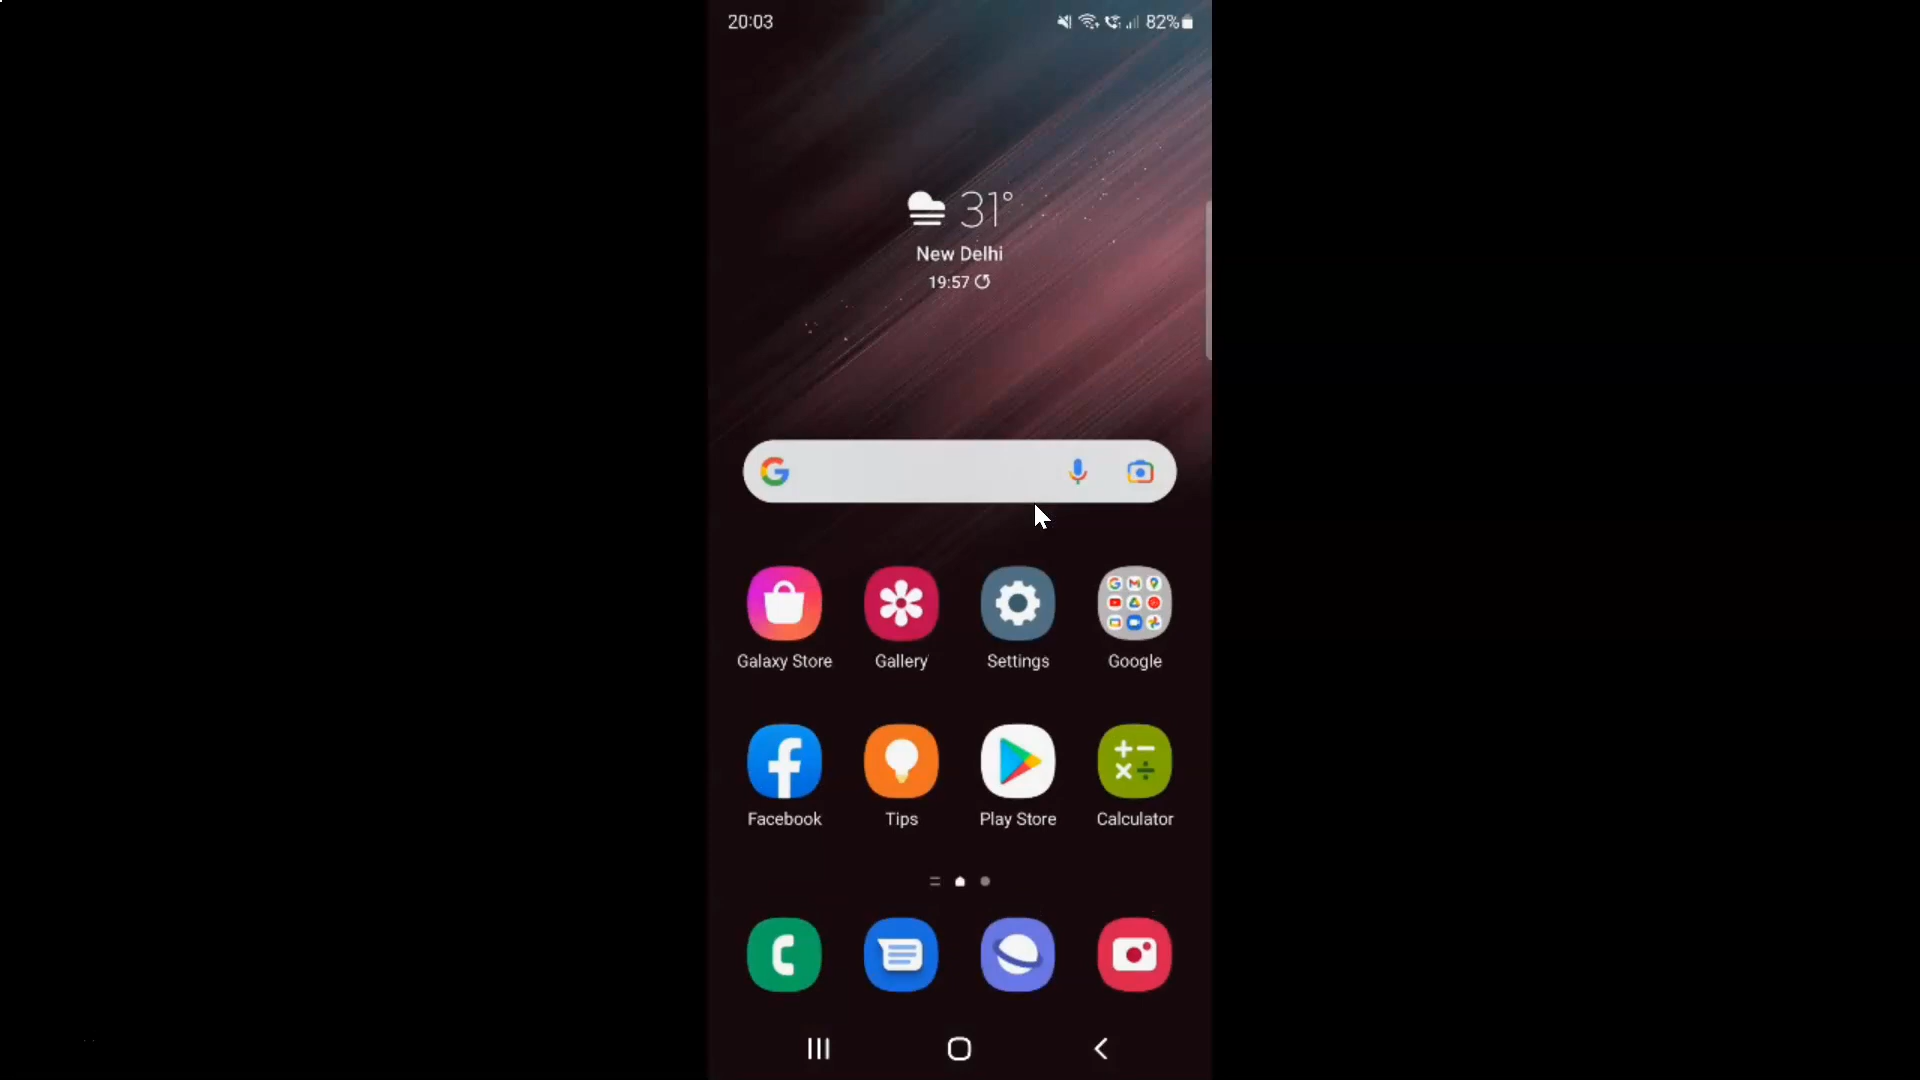 20:03
82%
31°
New Delhi
19:57
Galaxy Store
Gallery
Settings
Google
Facebook
Tips
Play Store
Calculator